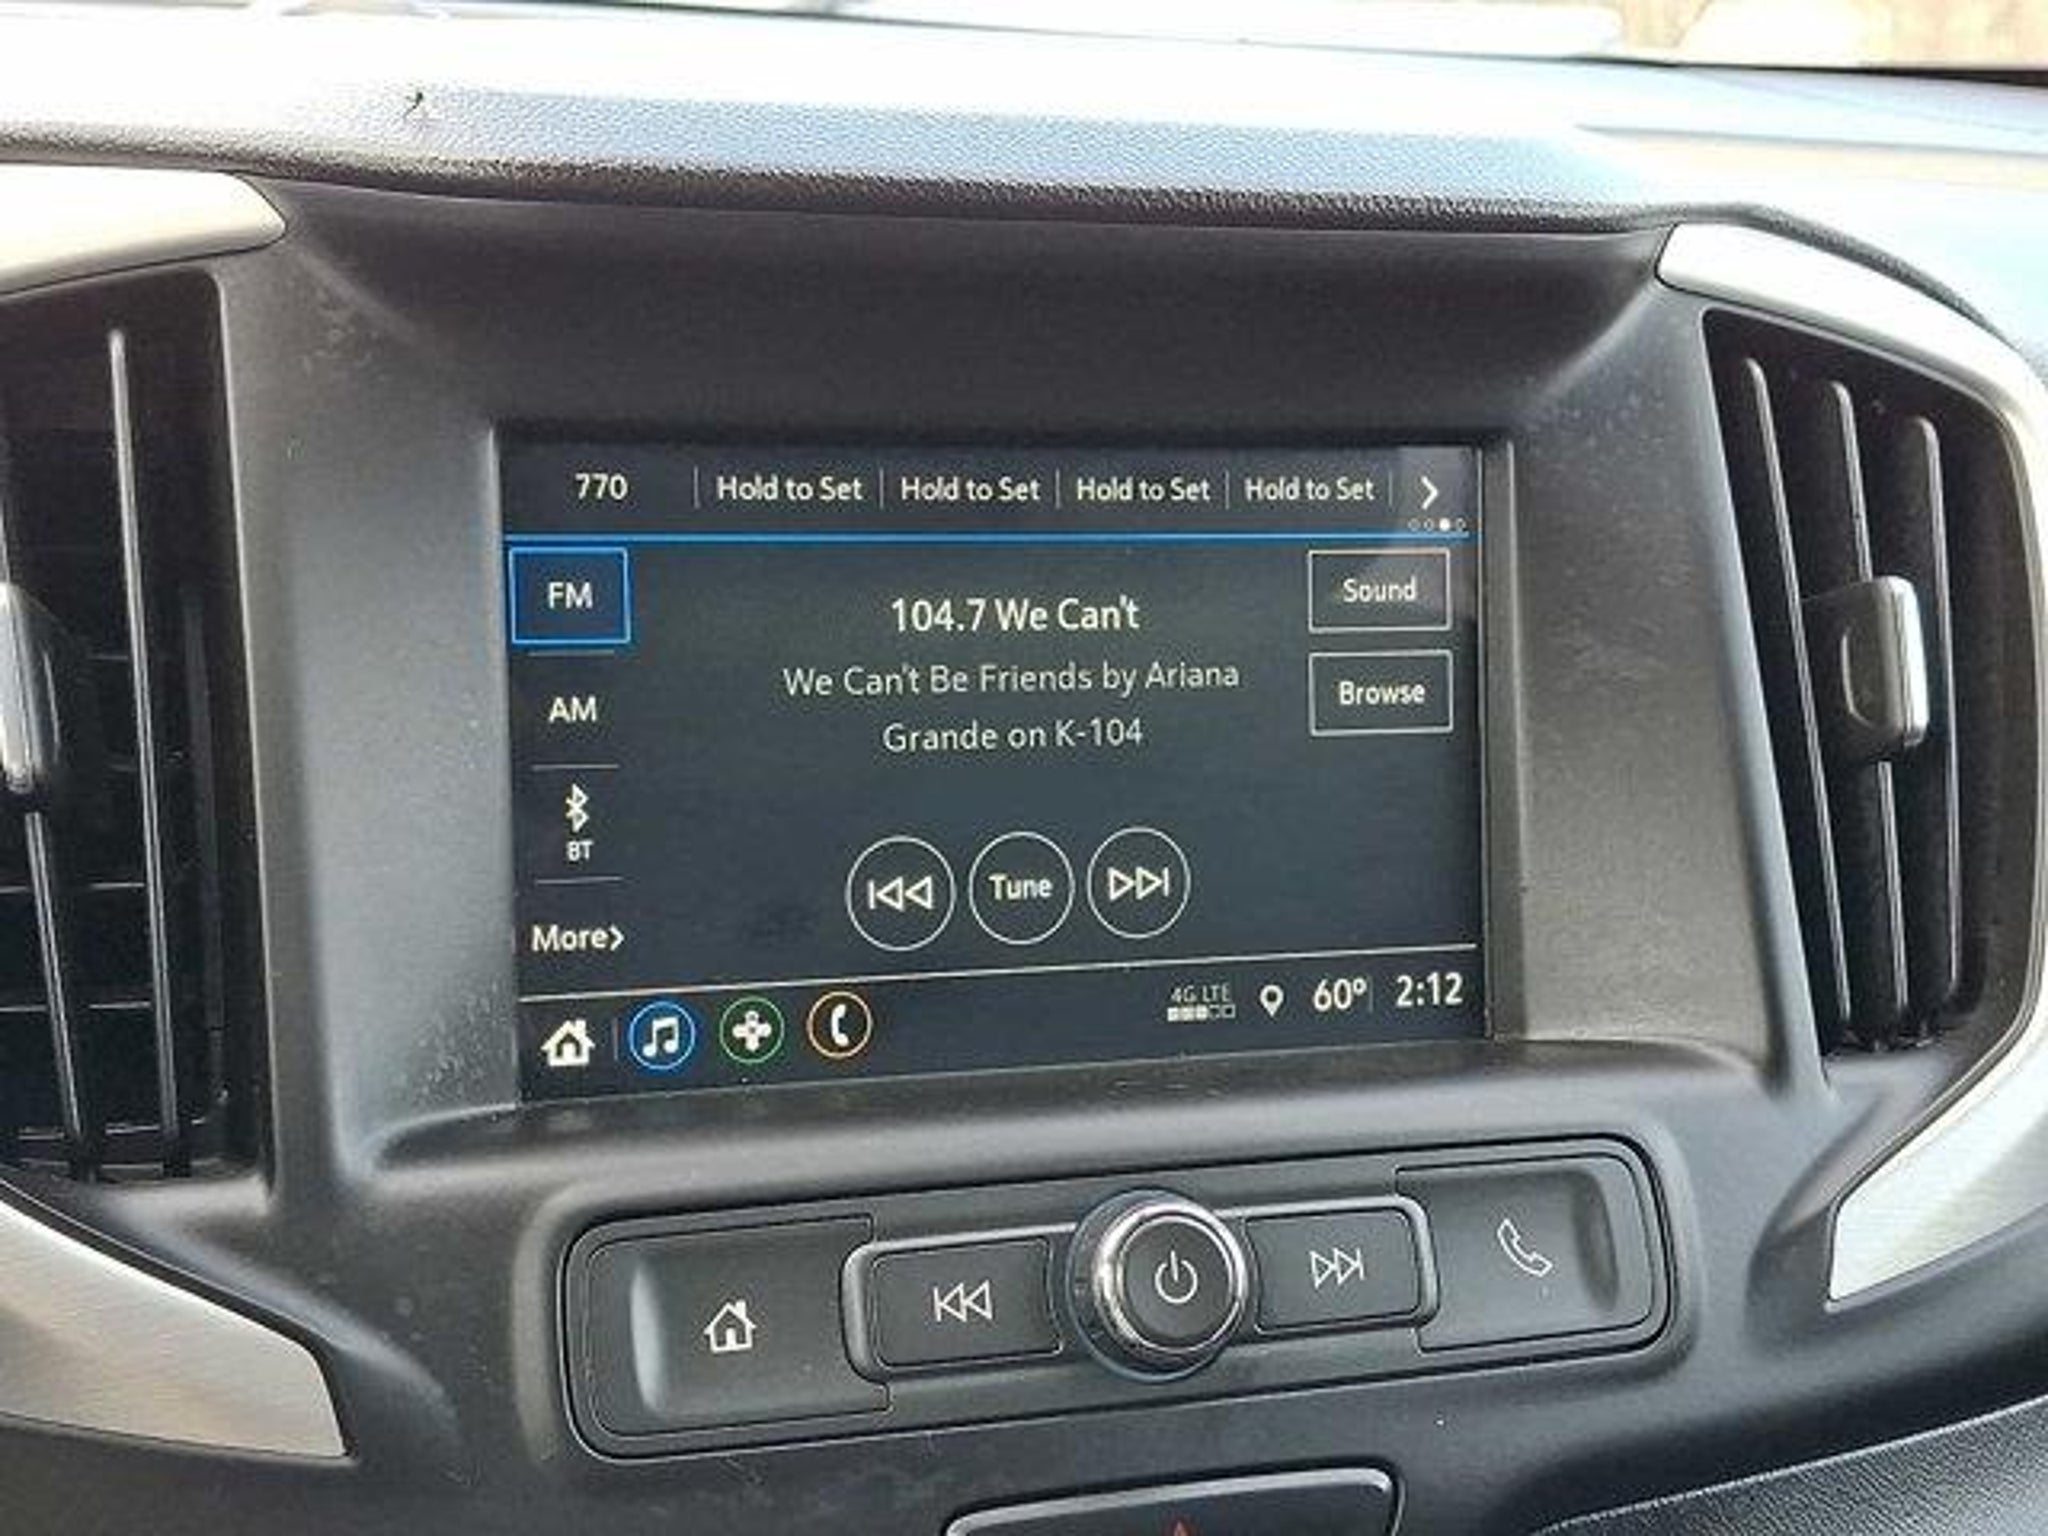 770 Hold to Set Hold to Set Hold to Set Hold to Set
FM
104.7 We Can't
Sound
We Can't Be Friends by Ariana
Browse
AM
Grande on K-104
BT
Tune
More
4G LTE 60° 2:12